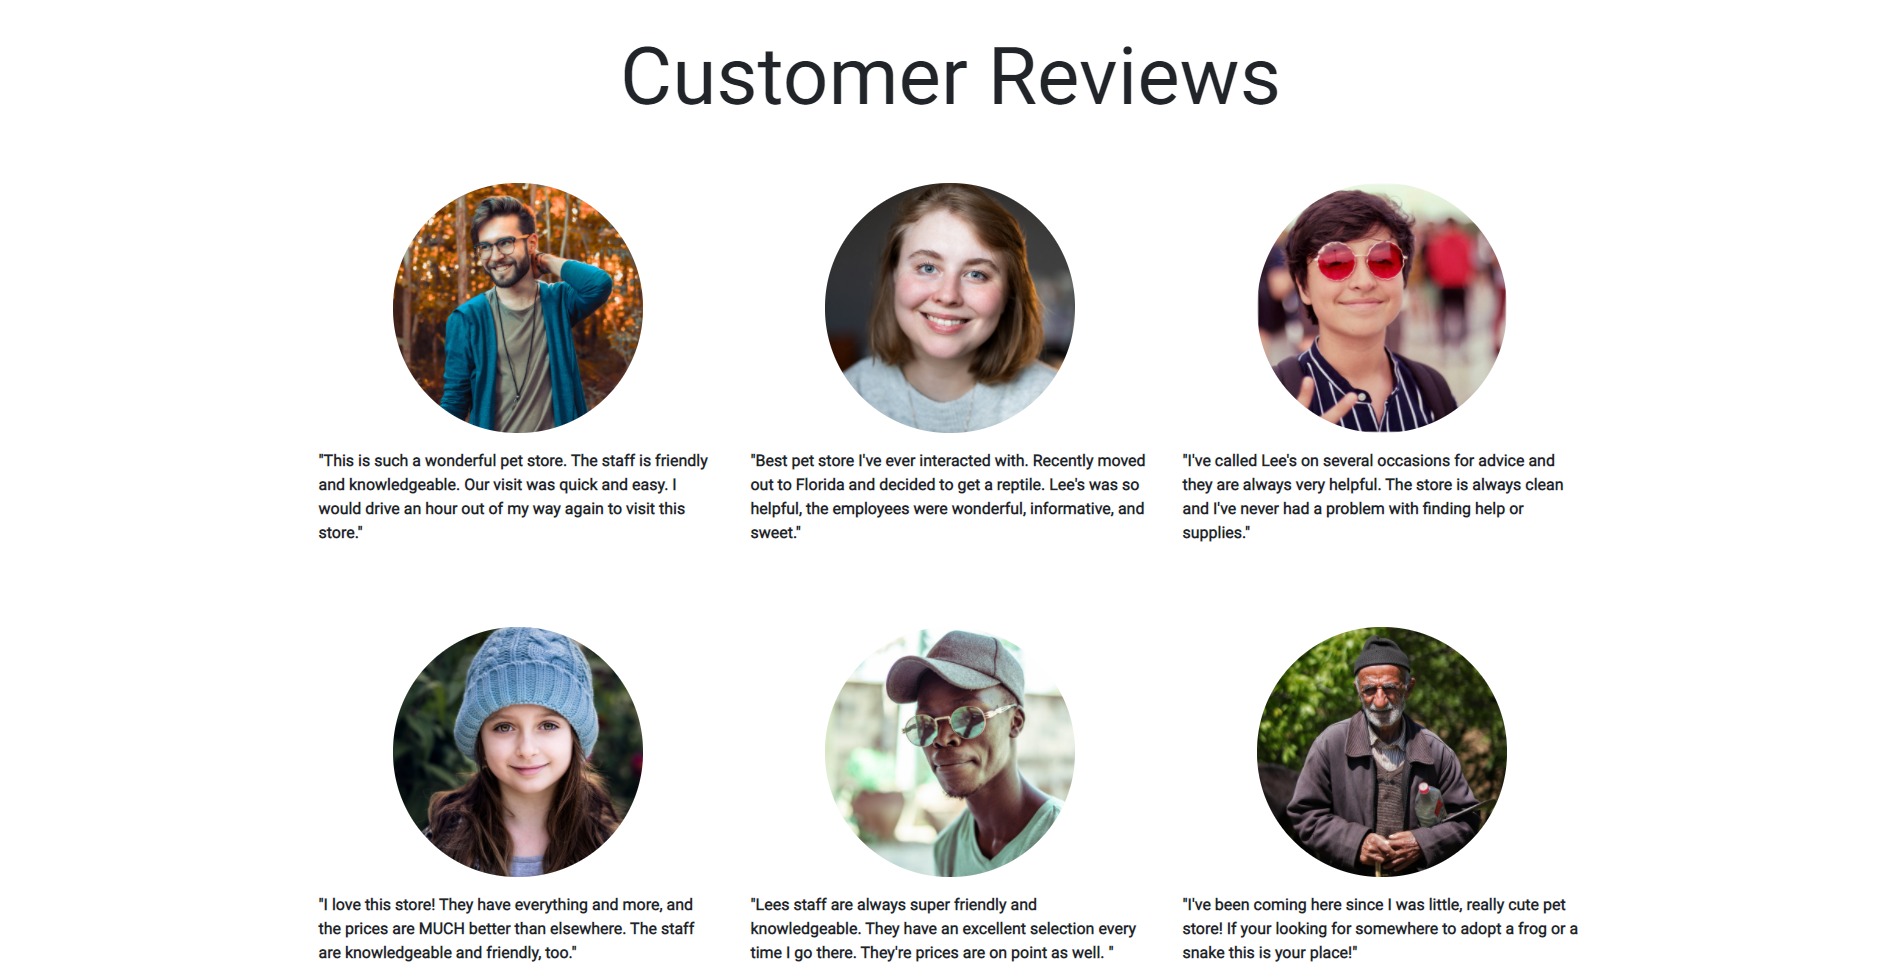 Customer Reviews
"This is such a wonderful pet store. The staff is friendly
and knowledgeable. Our visit was quick and easy. I
would drive an hour out of my way again to visit this
store."
"Best pet store I've ever interacted with. Recently moved
out to Florida and decided to get a reptile. Lee's was so
helpful, the employees were wonderful, informative, and
sweet."
"I've called Lee's on several occasions for advice and
they are always very helpful. The store is always clean
and I've never had a problem with finding help or
supplies."
"I love this store! They have everything and more, and
the prices are MUCH better than elsewhere. The staff
are knowledgeable and friendly, too."
"Lees staff are always super friendly and
knowledgeable. They have an excellent selection every
time I go there. They're prices are on point as well. "
"I've been coming here since I was little, really cute pet
store! If your looking for somewhere to adopt a frog or a
snake this is your place!"